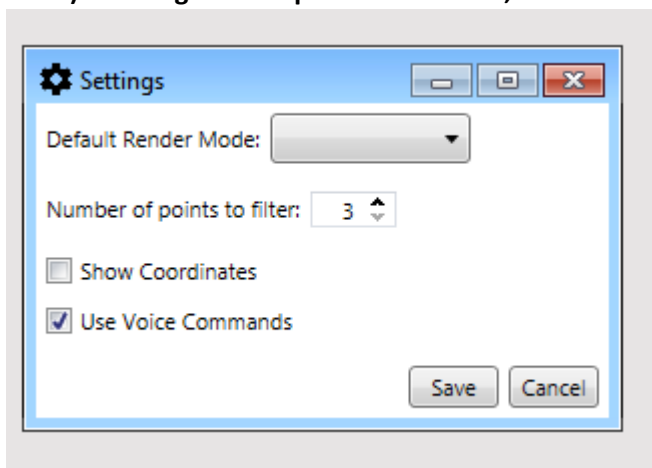 Settings
Default Render Mode:
Number of points to filter: 3
Show Coordinates
Use Voice Commands
Save Cancel